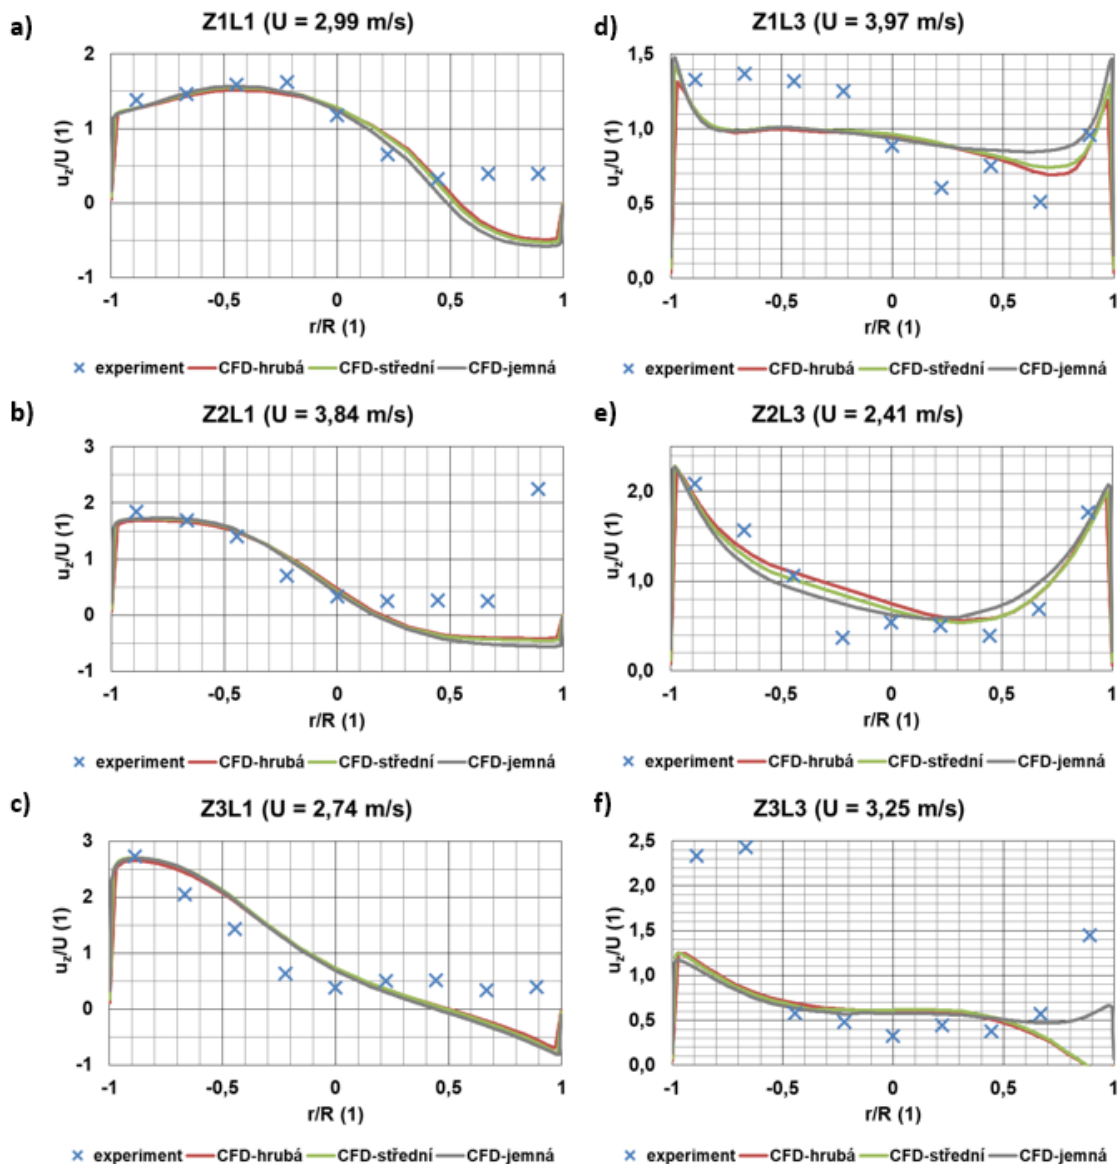 a)
Z1L1 (U = 2,99 m/s)
2
1
0
-1
u_z/U (1)
-1
-0,5
0
0,5
1
r/R (1)
experiment CFD-hrubá CFD-střední CFD-jemná
d)
Z1L3 (U = 3,97 m/s)
1,5
1,0
0,5
0,0
u_z/U (1)
-1
-0,5
0
0,5
1
r/R (1)
experiment CFD-hrubá CFD-střední CFD-jemná
b)
Z2L1 (U = 3,84 m/s)
3
2
1
0
-1
u_z/U (1)
-1
-0,5
0
0,5
1
r/R (1)
experiment CFD-hrubá CFD-střední CFD-jemná
e)
Z2L3 (U = 2,41 m/s)
2,0
1,0
0,0
u_z/U (1)
-1
-0,5
0
0,5
1
r/R (1)
experiment CFD-hrubá CFD-střední CFD-jemná
c)
Z3L1 (U = 2,74 m/s)
3
2
1
0
-1
u_z/U (1)
-1
-0,5
0
0,5
1
r/R (1)
experiment CFD-hrubá CFD-střední CFD-jemná
f)
Z3L3 (U = 3,25 m/s)
2,5
2,0
1,5
1,0
0,5
0,0
u_z/U (1)
-1
-0,5
0
0,5
1
r/R (1)
experiment CFD-hrubá CFD-střední CFD-jemná